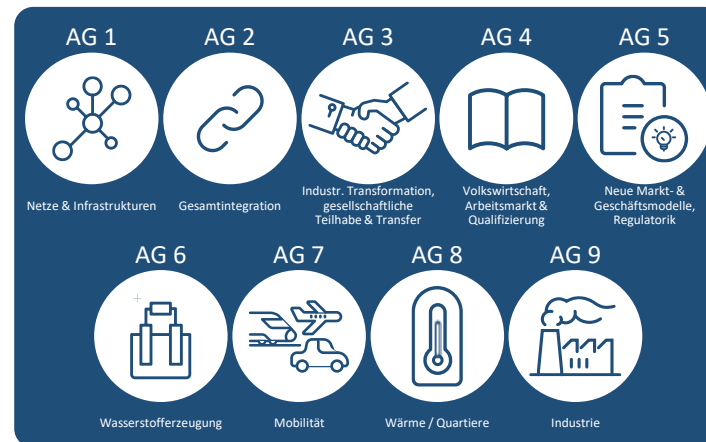 AG 1
AG 2
AG 3
AG 4
AG 5
Netze & Infrastrukturen
Gesamtintegration
Industr. Transformation,
gesellschaftliche
Teilhabe & Transfer
Volkswirtschaft,
Arbeitsmarkt &
Qualifizierung
Neue Markt- &
Geschäftsmodelle,
Regulatorik
AG 6
AG 7
AG 8
AG 9
Wasserstofferzeugung
Mobilität
Wärme / Quartiere
Industrie